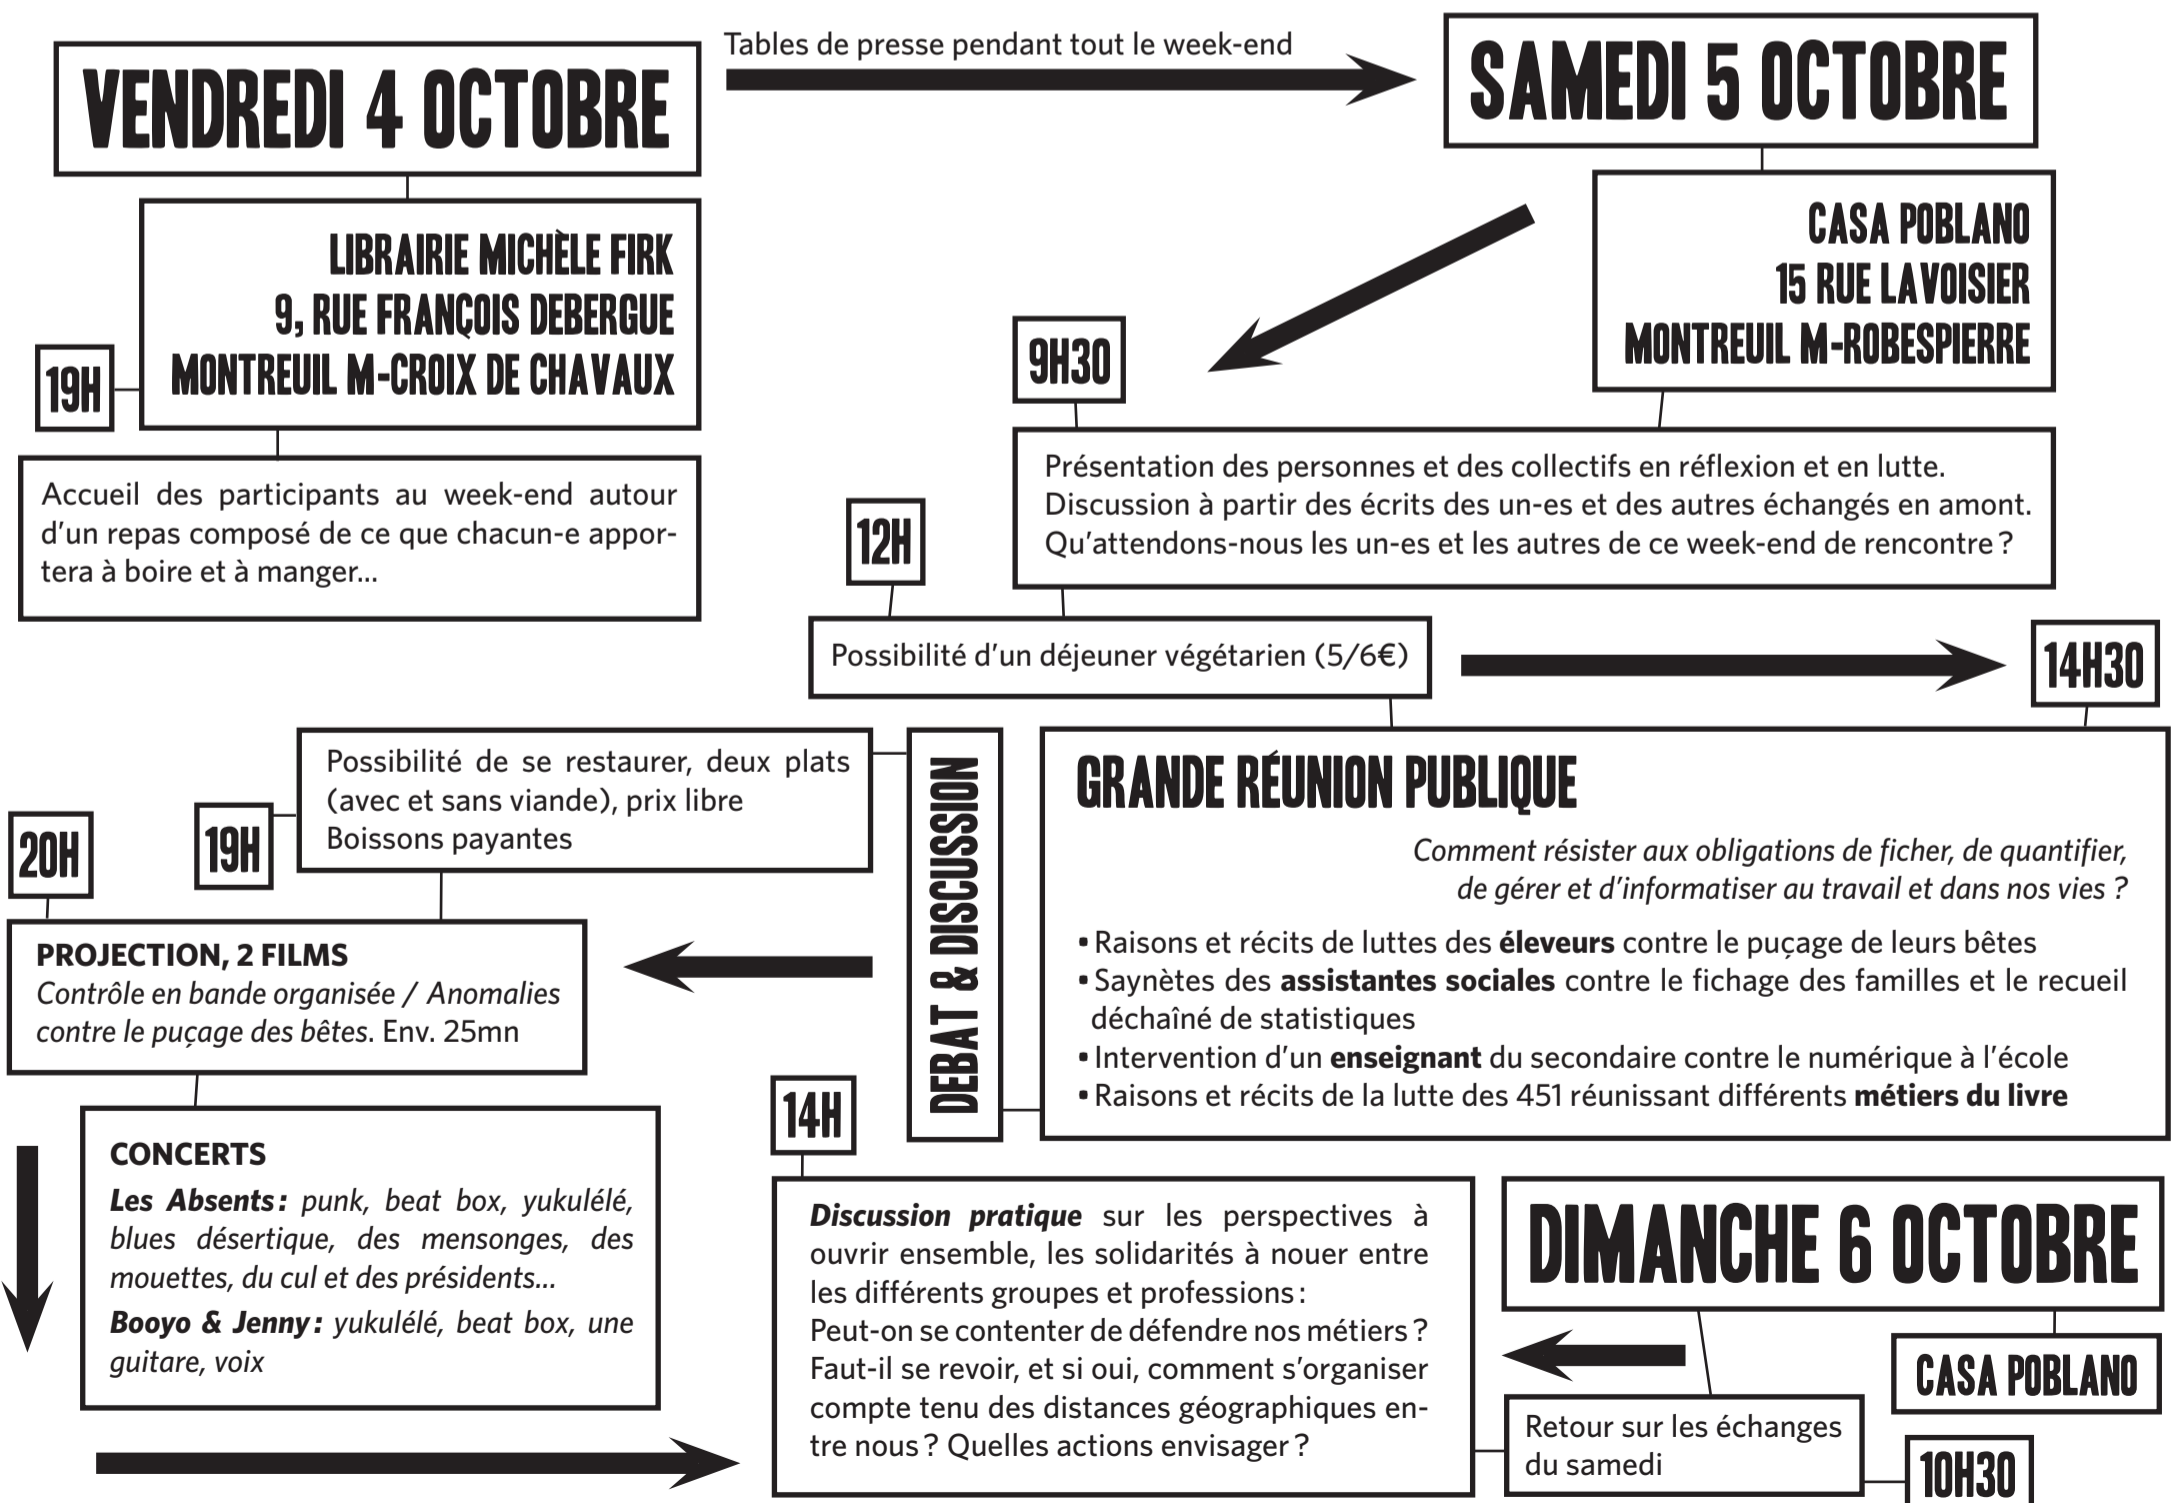 VENDREDI 4 OCTOBRE
Tables de presse pendant tout le week-end
LIBRAIRIE MICHÈLE FIRK
9, RUE FRANÇOIS DEBERGUE
MONTREUIL M-CROIX DE CHAVAUX
19H
Accueil des participants au week-end autour
d'un repas composé de ce que chacun-e appor-
tera à boire et à manger...
SAMEDI 5 OCTOBRE
CASA POBLANO
15 RUE LAVOISIER
MONTREUIL M-ROBESPIERRE
9H30
Présentation des personnes et des collectifs en réflexion et en lutte.
Discussion à partir des écrits des un-es et des autres échangés en amont.
Qu'attendons-nous les un-es et les autres de ce week-end de rencontre ?
12H
Possibilité d'un déjeuner végétarien (5/6€)
14H30
GRANDE RÉUNION PUBLIQUE
Comment résister aux obligations de ficher, de quantifier,
de gérer et d'informatiser au travail et dans nos vies ?
• Raisons et récits de luttes des éleveurs contre le puçage de leurs bêtes
• Saynètes des assistantes sociales contre le fichage des familles et le recueil
déchaîné de statistiques
• Intervention d'un enseignant du secondaire contre le numérique à l'école
• Raisons et récits de la lutte des 451 réunissant différents métiers du livre
DEBAT & DISCUSSION
Possibilité de se restaurer, deux plats
(avec et sans viande), prix libre
Boissons payantes
19H
20H
PROJECTION, 2 FILMS
Contrôle en bande organisée / Anomalies
contre le puçage des bêtes. Env. 25mn
CONCERTS
Les Absents : punk, beat box, yukulélé,
blues désertique, des mensonges, des
mouettes, du cul et des présidents...
Booyo & Jenny : yukulélé, beat box, une
guitare, voix
DIMANCHE 6 OCTOBRE
CASA POBLANO
10H30
Retour sur les échanges
du samedi
14H
Discussion pratique sur les perspectives à
ouvrir ensemble, les solidarités à nouer entre
les différents groupes et professions :
Peut-on se contenter de défendre nos métiers ?
Faut-il se revoir, et si oui, comment s'organiser
compte tenu des distances géographiques en-
tre nous ? Quelles actions envisager ?